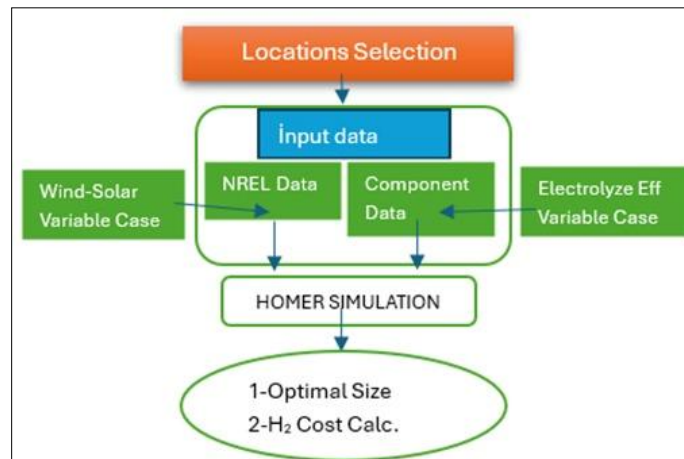 Locations Selection
İnput data
Wind-Solar
Variable Case
NREL Data
Component
Data
Electrolyze Eff
Variable Case
HOMER SIMULATION
1-Optimal Size
2-H₂ Cost Calc.